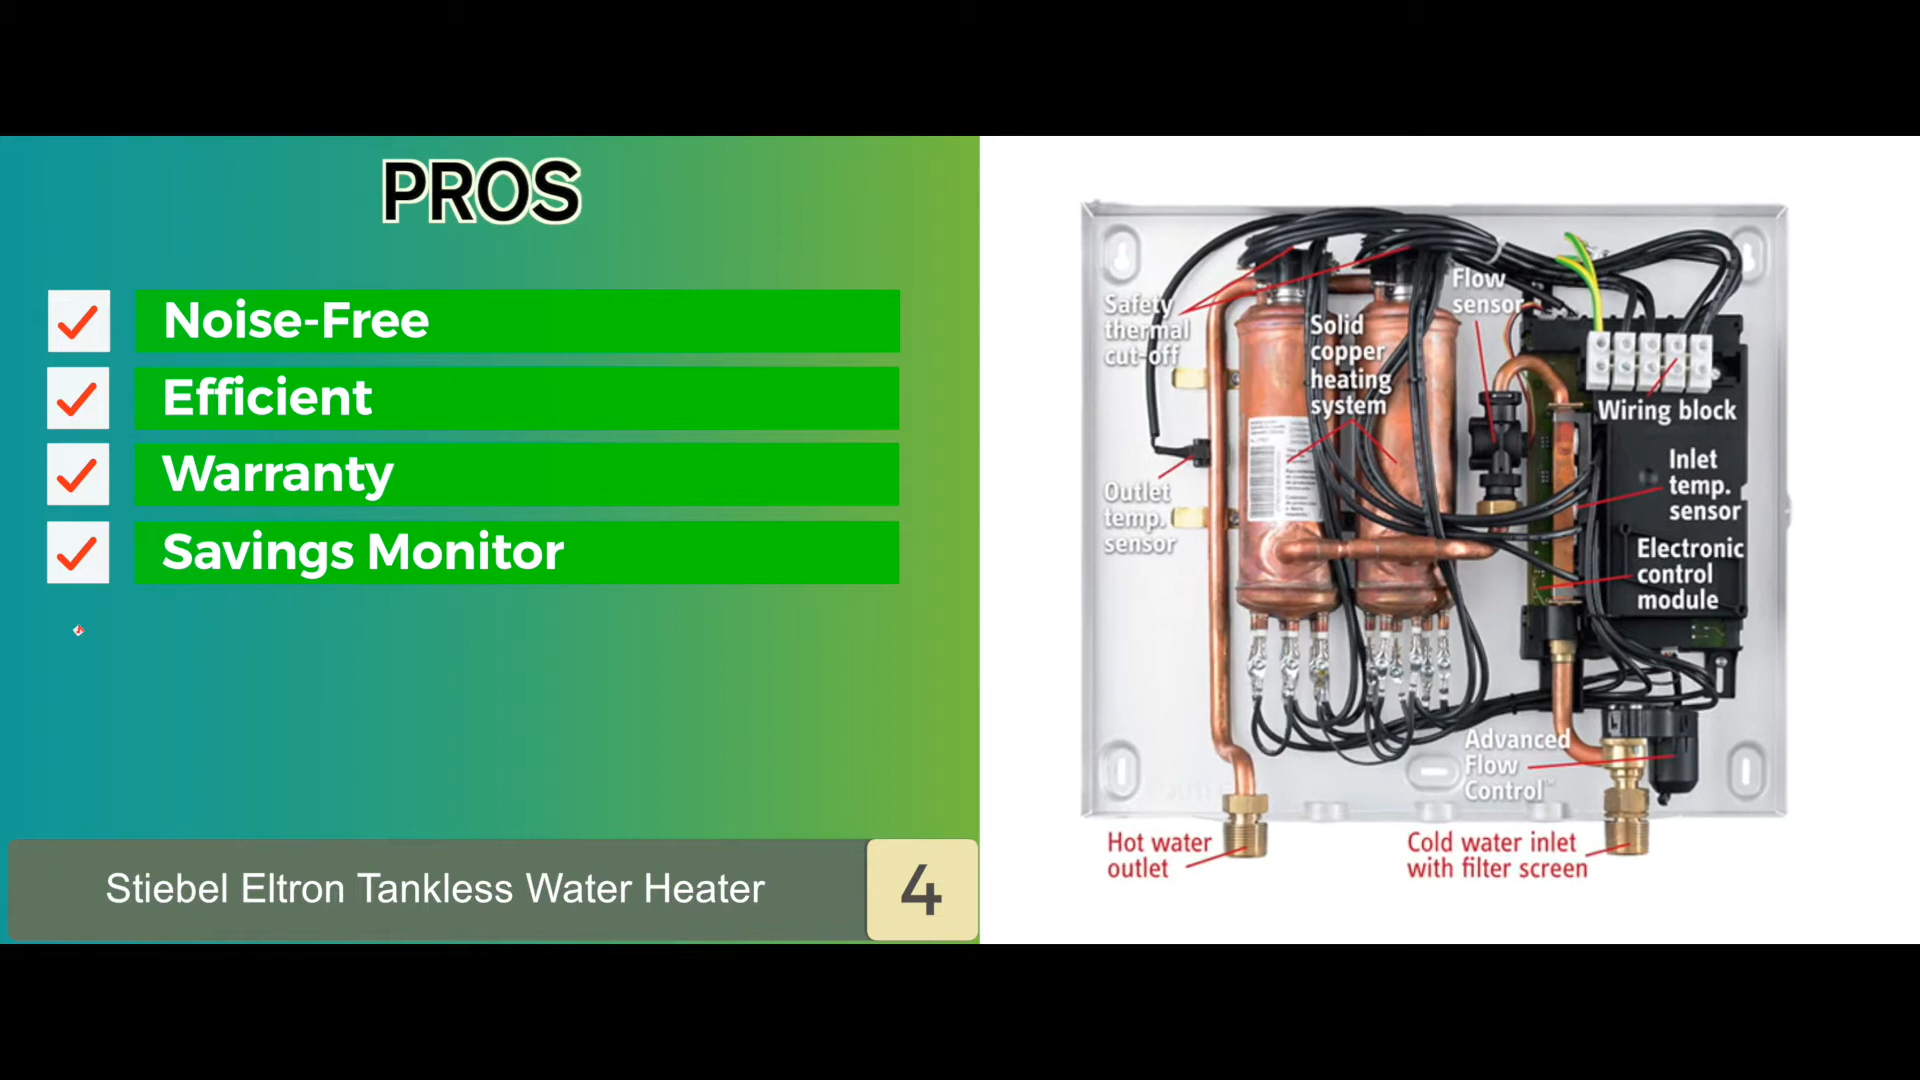 PROS
Noise-Free
Efficient
Warranty
Savings Monitor
Stiebel Eltron Tankless Water Heater
4
Safety
thermal
cut-off
Solid
copper
heating
system
Flow
sensor
Wiring block
Inlet
temp.
sensor
Outlet
temp.
sensor
Electronic
control
module
Advanced
Flow
Control™
Hot water
outlet
Cold water inlet
with filter screen